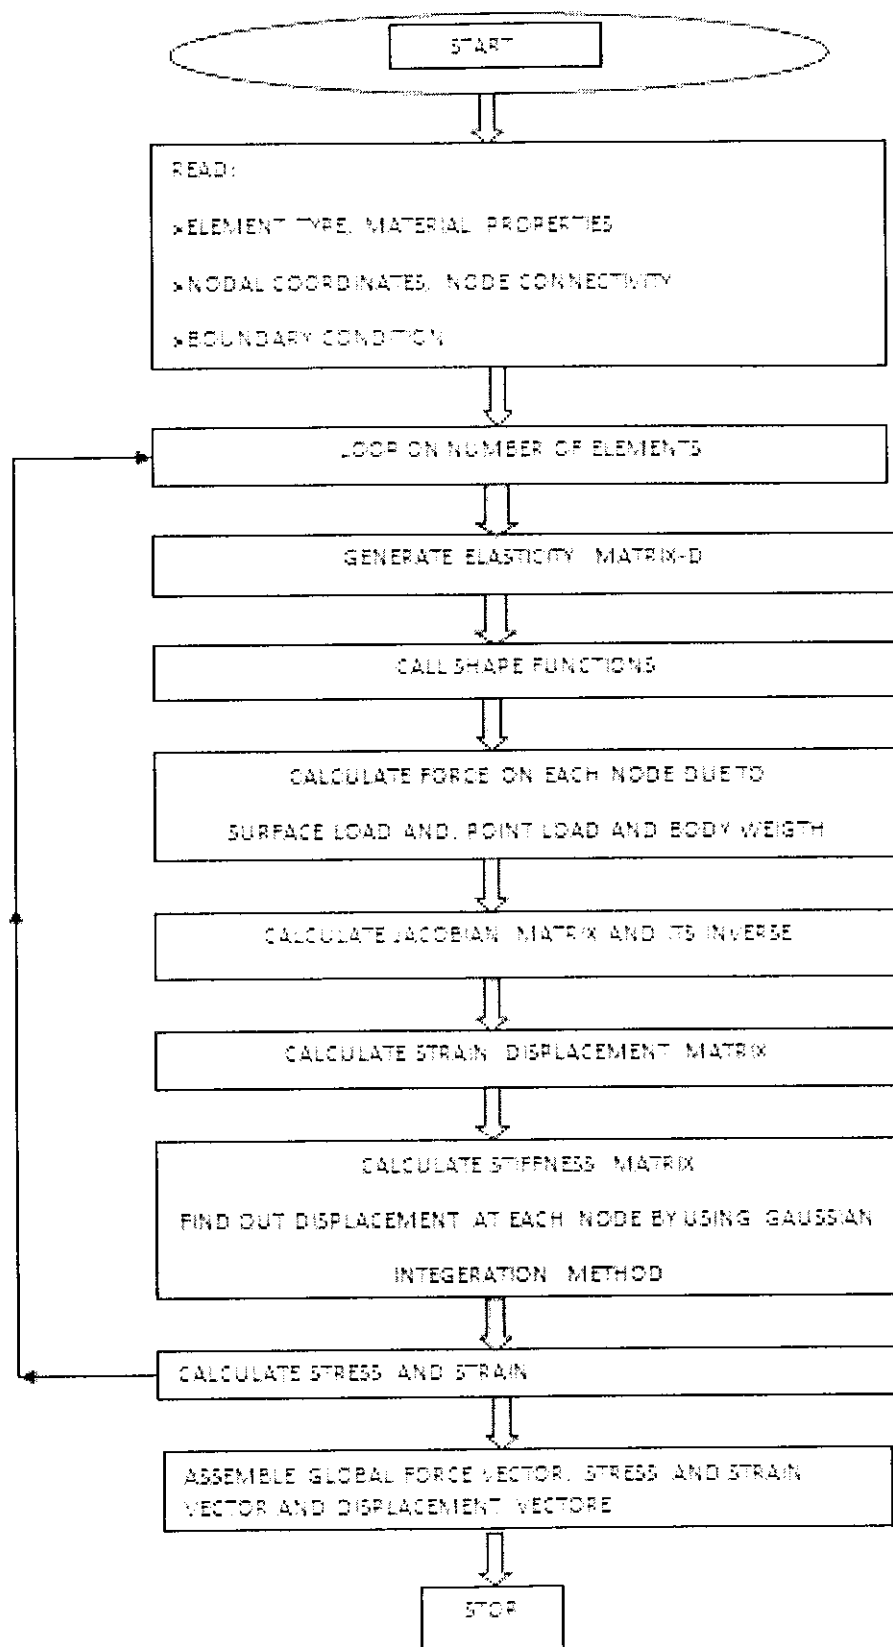 START
READ:
ELEMENT TYPE, MATERIAL PROPERTIES
NODAL COORDINATES, NODE CONNECTIVITY
BOUNDARY CONDITION
LOOP ON NUMBER OF ELEMENTS
GENERATE ELASTICITY MATRIX-D
CALL SHAPE FUNCTIONS
CALCULATE FORCE ON EACH NODE DUE TO
SURFACE LOAD AND, POINT LOAD AND BODY WEIGTH
CALCULATE JACOBIAN MATRIX AND ITS INVERSE
CALCULATE STRAIN DISPLACEMENT MATRIX
CALCULATE STIFFNESS MATRIX
FIND OUT DISPLACEMENT AT EACH NODE BY USING GAUSSIAN
INTEGERATION METHOD
CALCULATE STRESS AND STRAIN
ASSEMBLE GLOBAL FORCE VECTOR, STRESS AND STRAIN
VECTOR AND DISPLACEMENT VECTORE
STOP